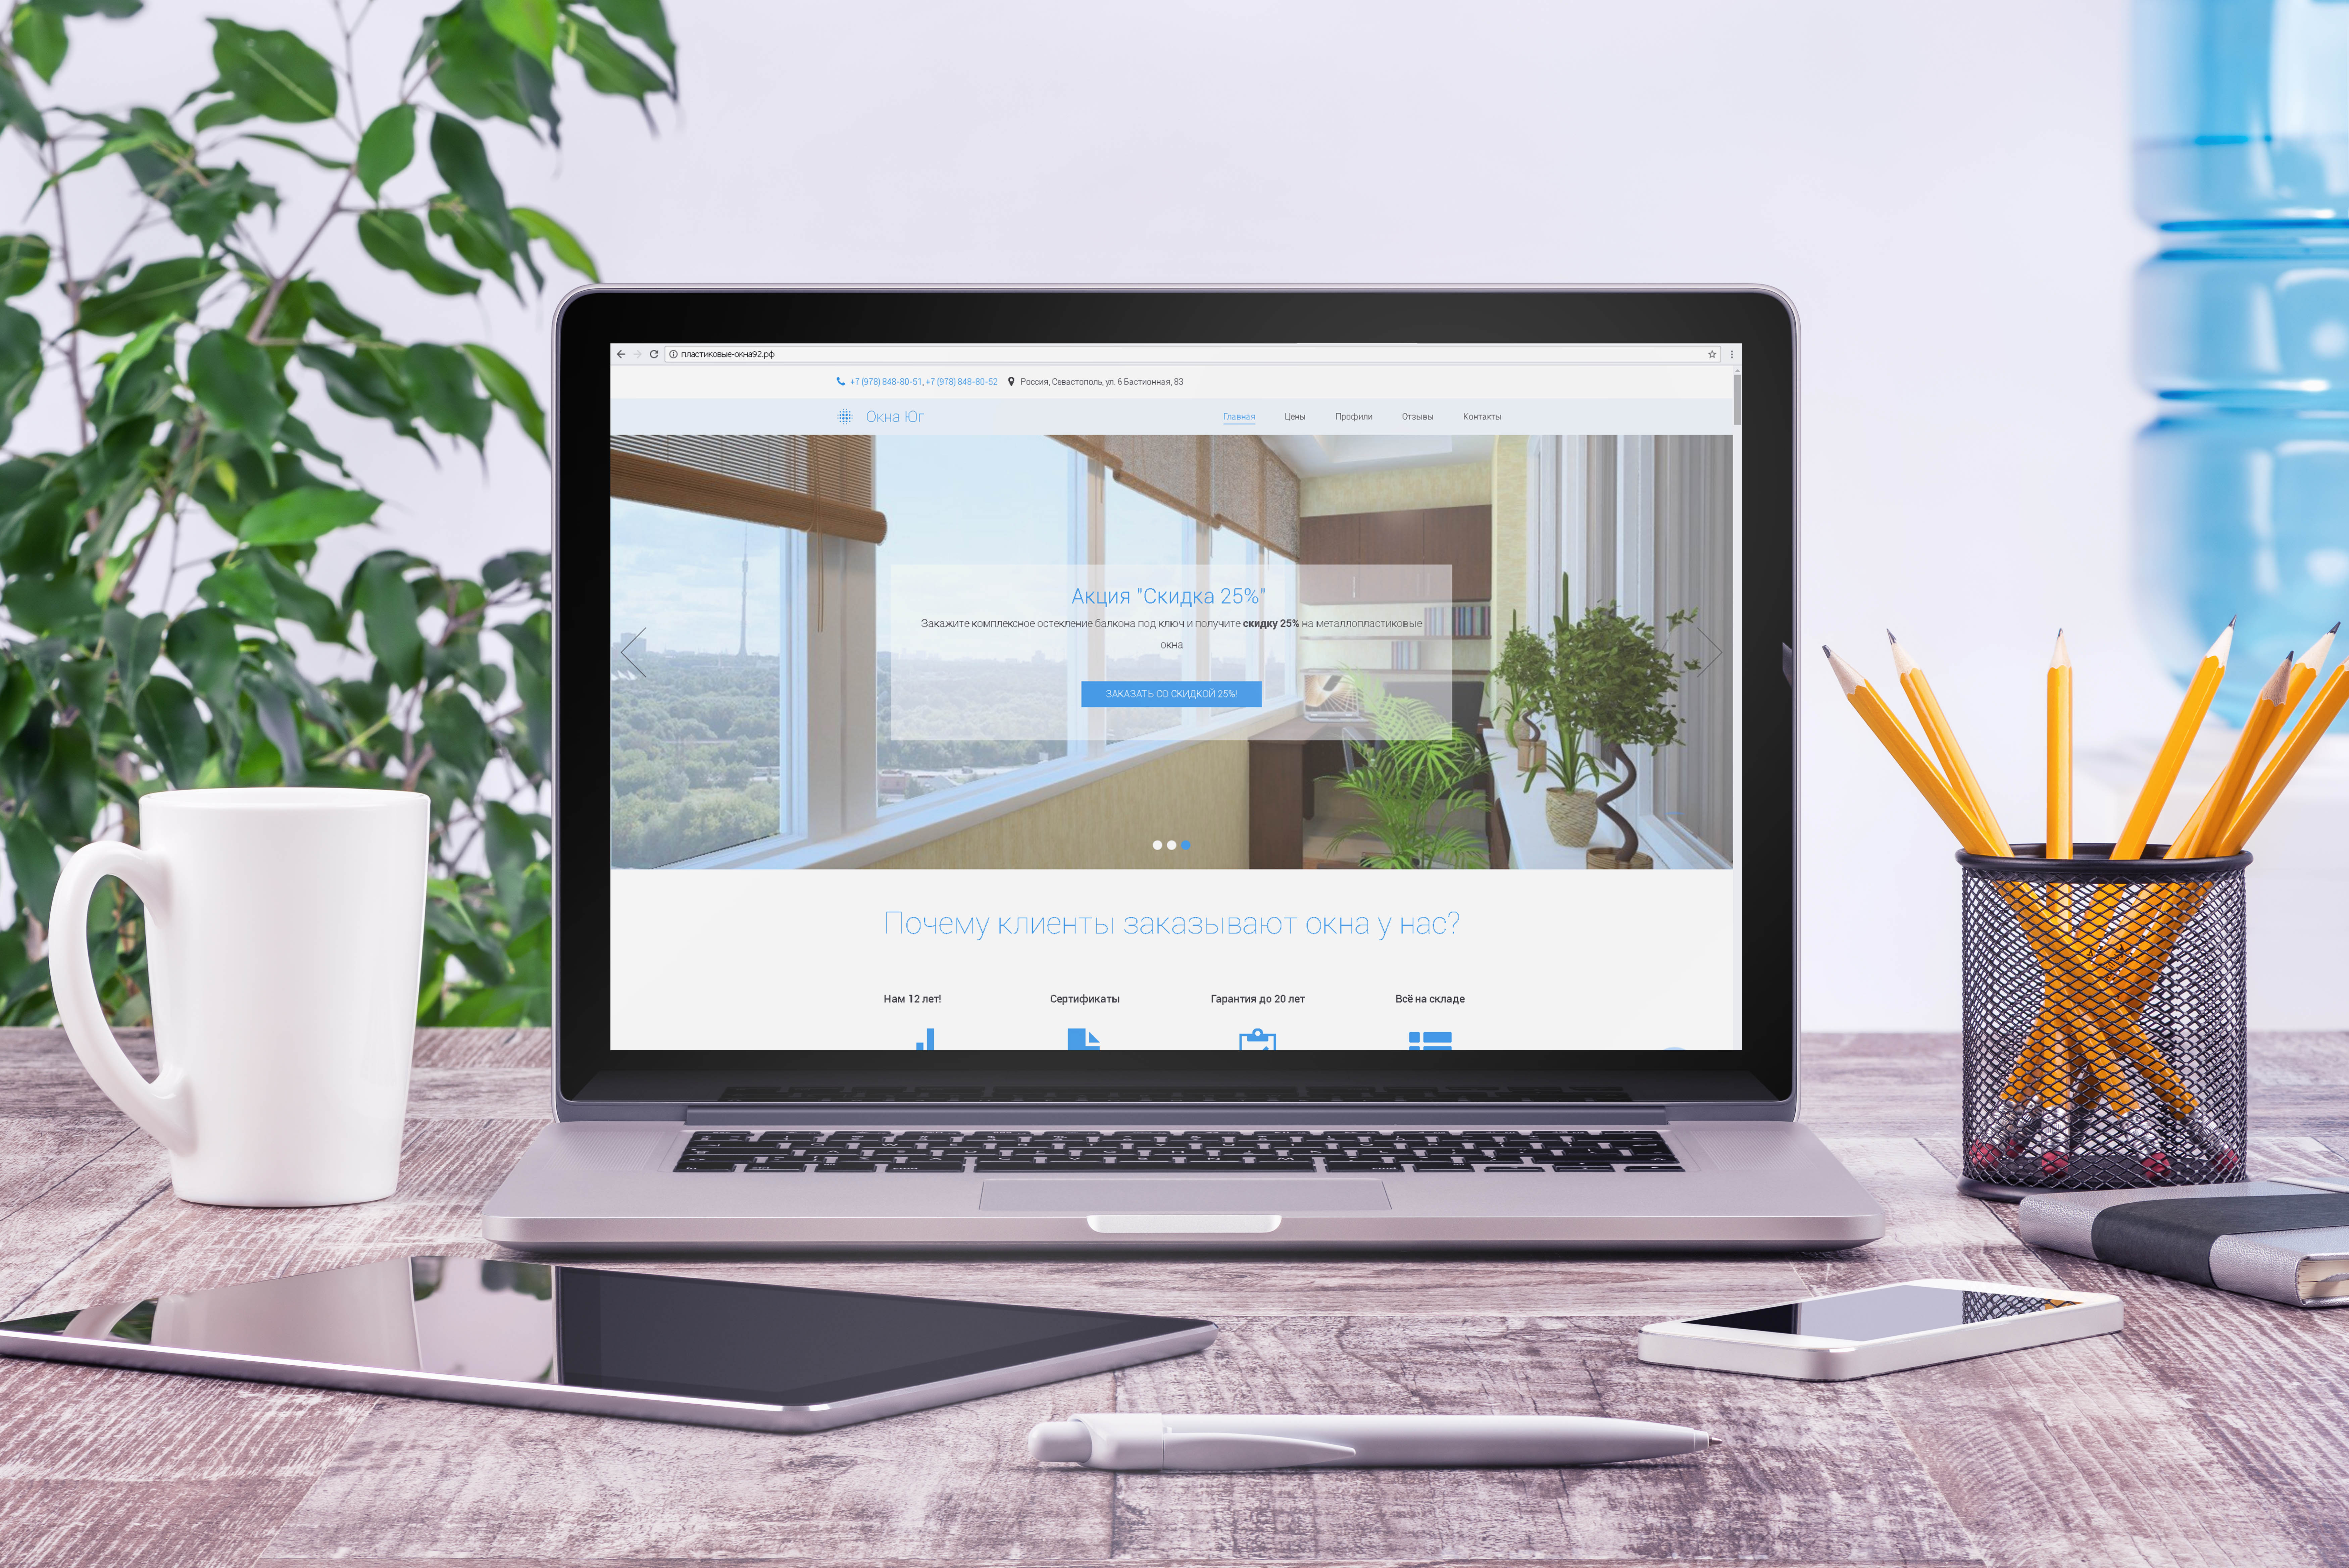 пластиковые-окна92.рф
+7 (978) 848-80-51, +7 (978) 848-80-52 Россия, Севастополь, ул. 6 Бастионная, 83
Окна Юг Главная Цены Профили Отзывы Контакты
Акция "Скидка 25%"
Закажите комплексное остекление балкона под ключ и получите скидку 25% на металлопластиковые
окна
ЗАКАЗАТЬ СО СКИДКОЙ 25%!
Почему клиенты заказывают окна у нас?
Нам 12 лет! Сертификаты Гарантия до 20 лет Всё на складе